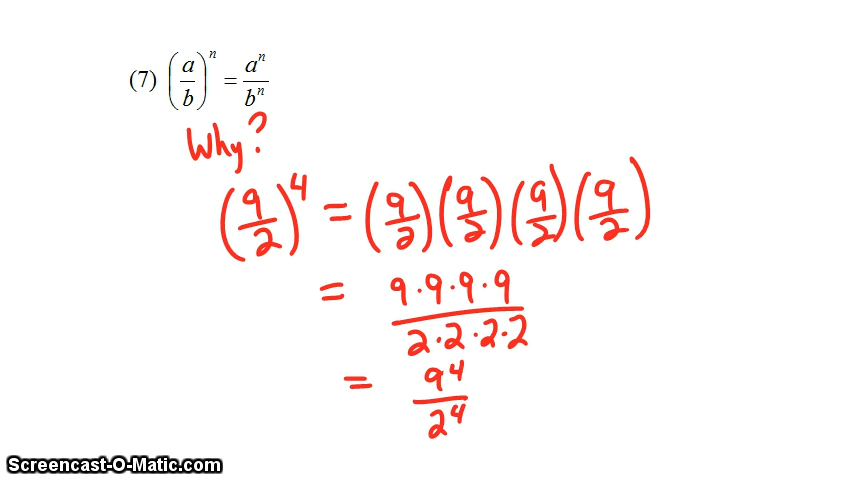 (7) (a/b)^n = a^n/b^n
Why?
(9/2)^4 = (9/2)(9/2)(9/2)(9/2)
= 9·9·9·9/2·2·2·2
= 9^4/2^4
Screencast-O-Matic.com